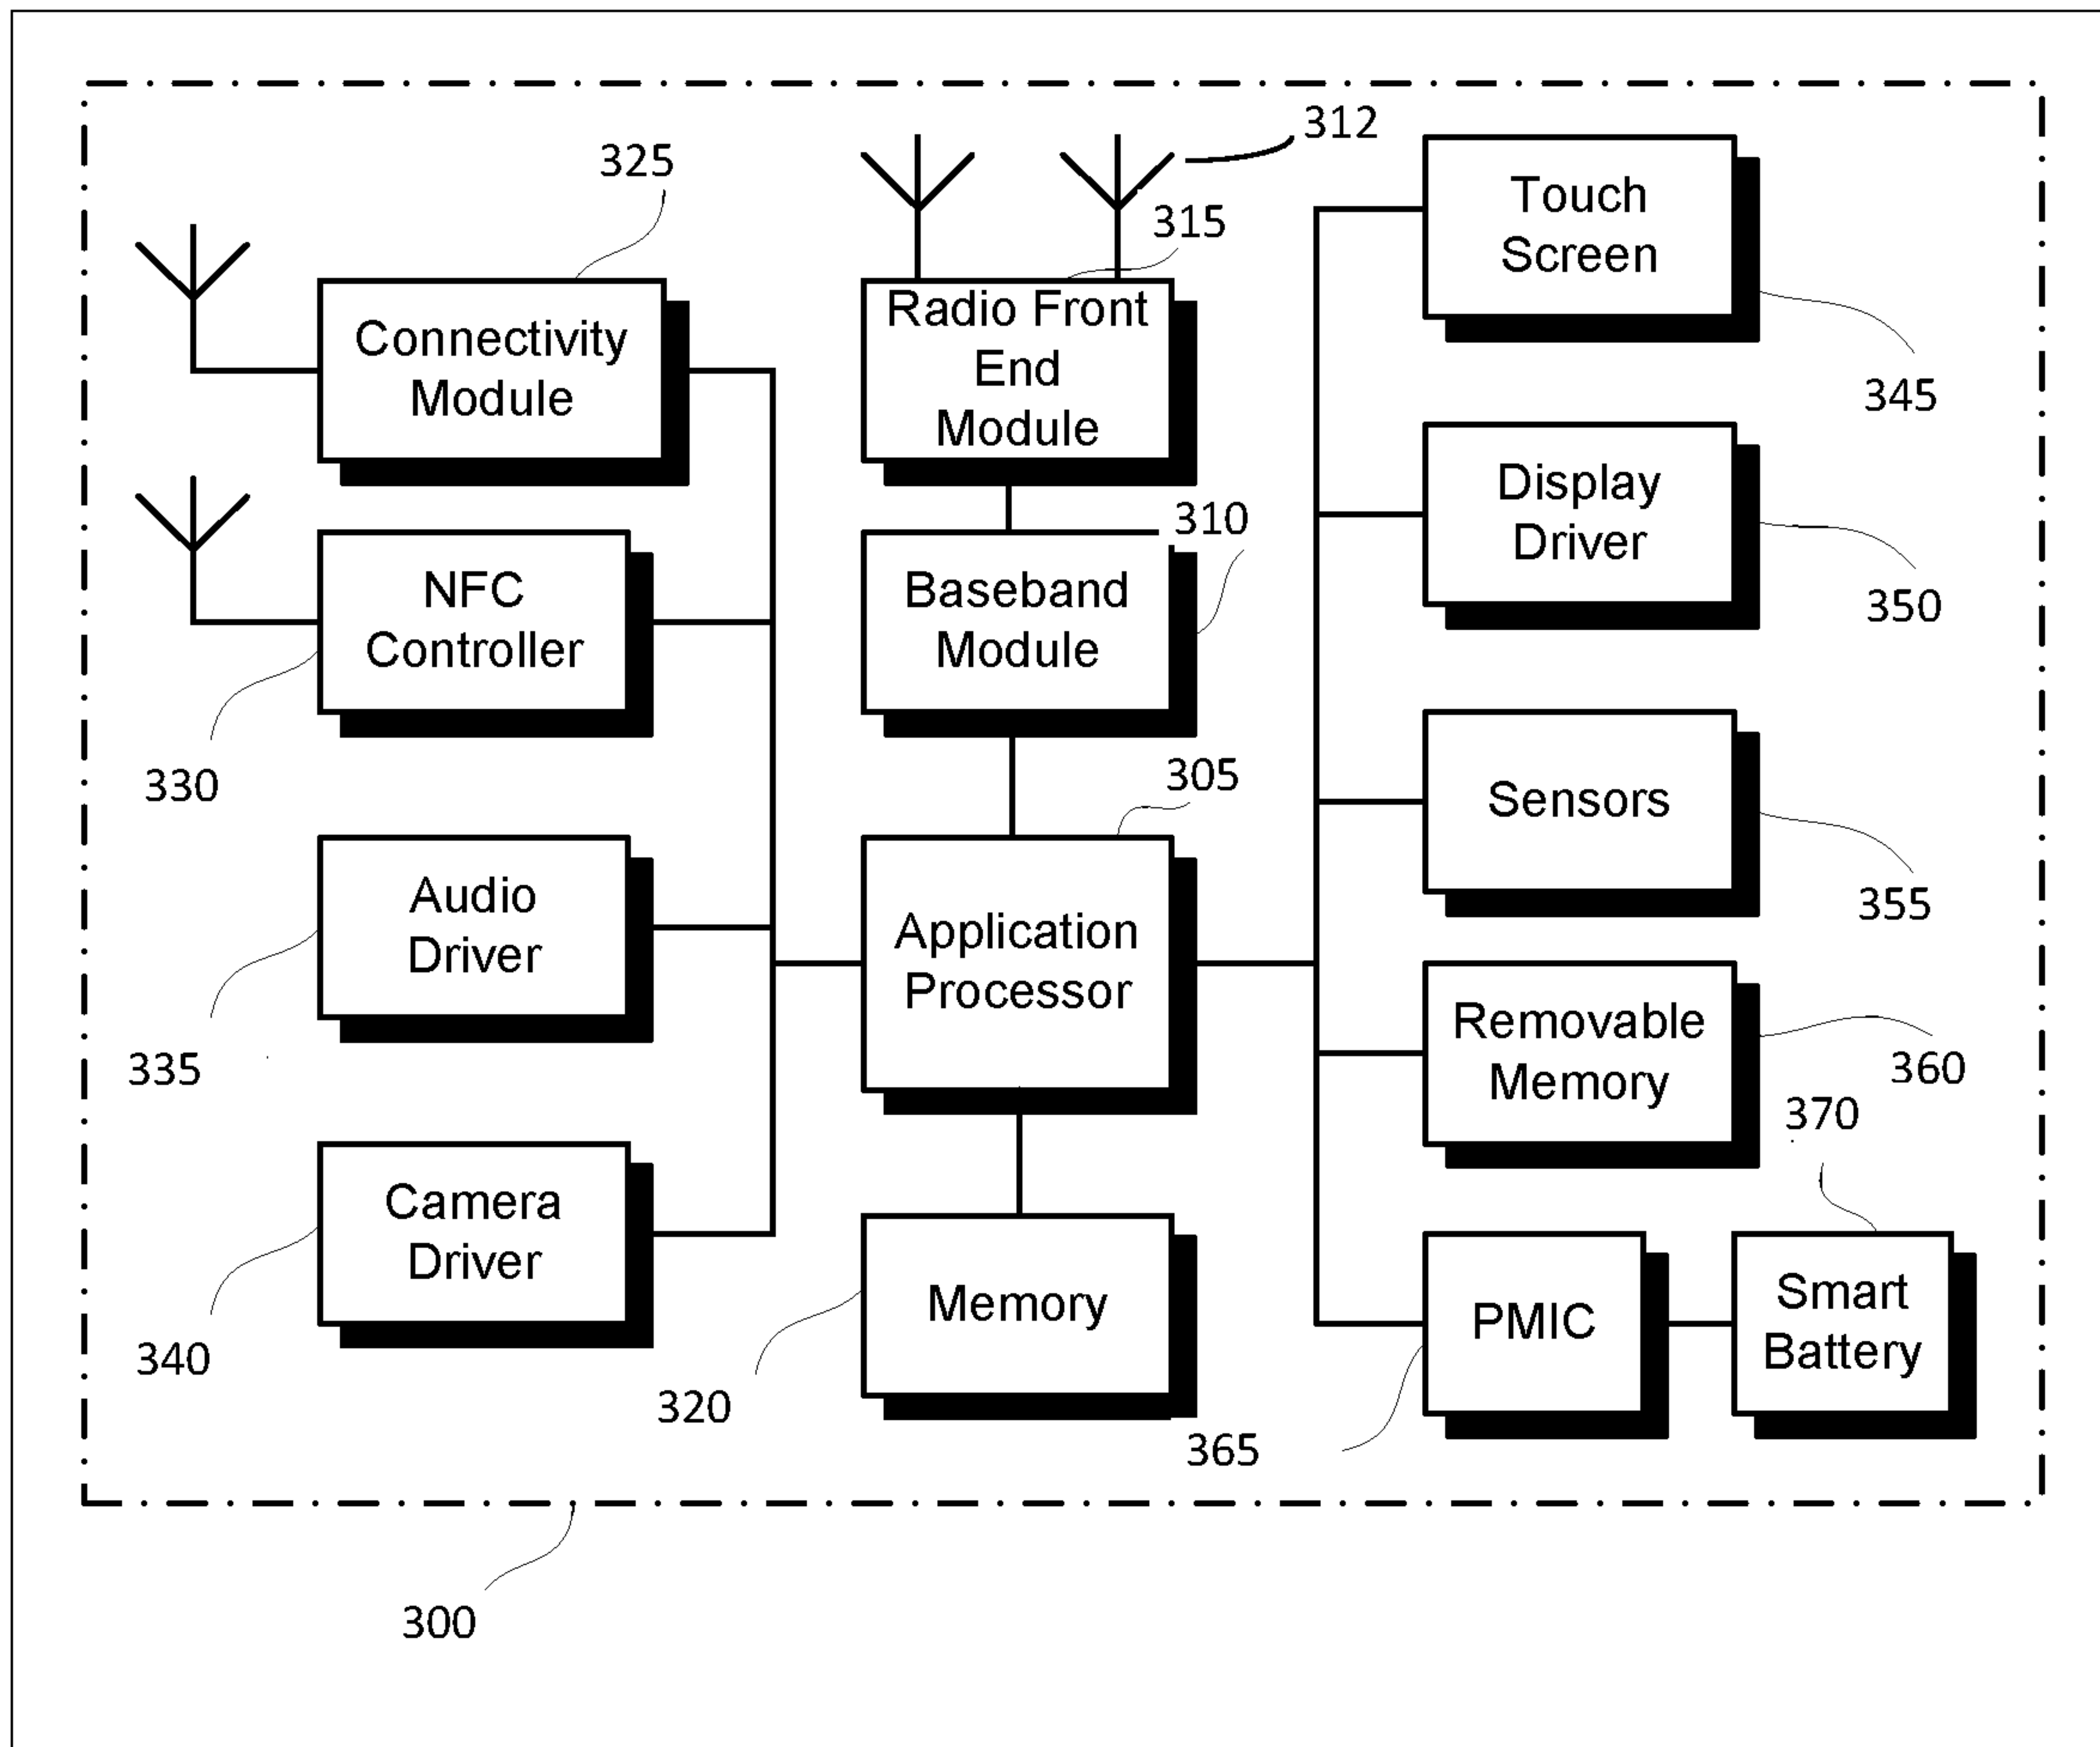 312
325
315
Touch
Screen
Connectivity
Module
Radio Front
End
Module
345
Display
Driver
350
310
NFC
Controller
Baseband
Module
330
305
Sensors
355
Audio
Driver
335
Application
Processor
Removable
Memory
360
370
Camera
Driver
340
Memory
320
365
PMIC
Smart
Battery
300